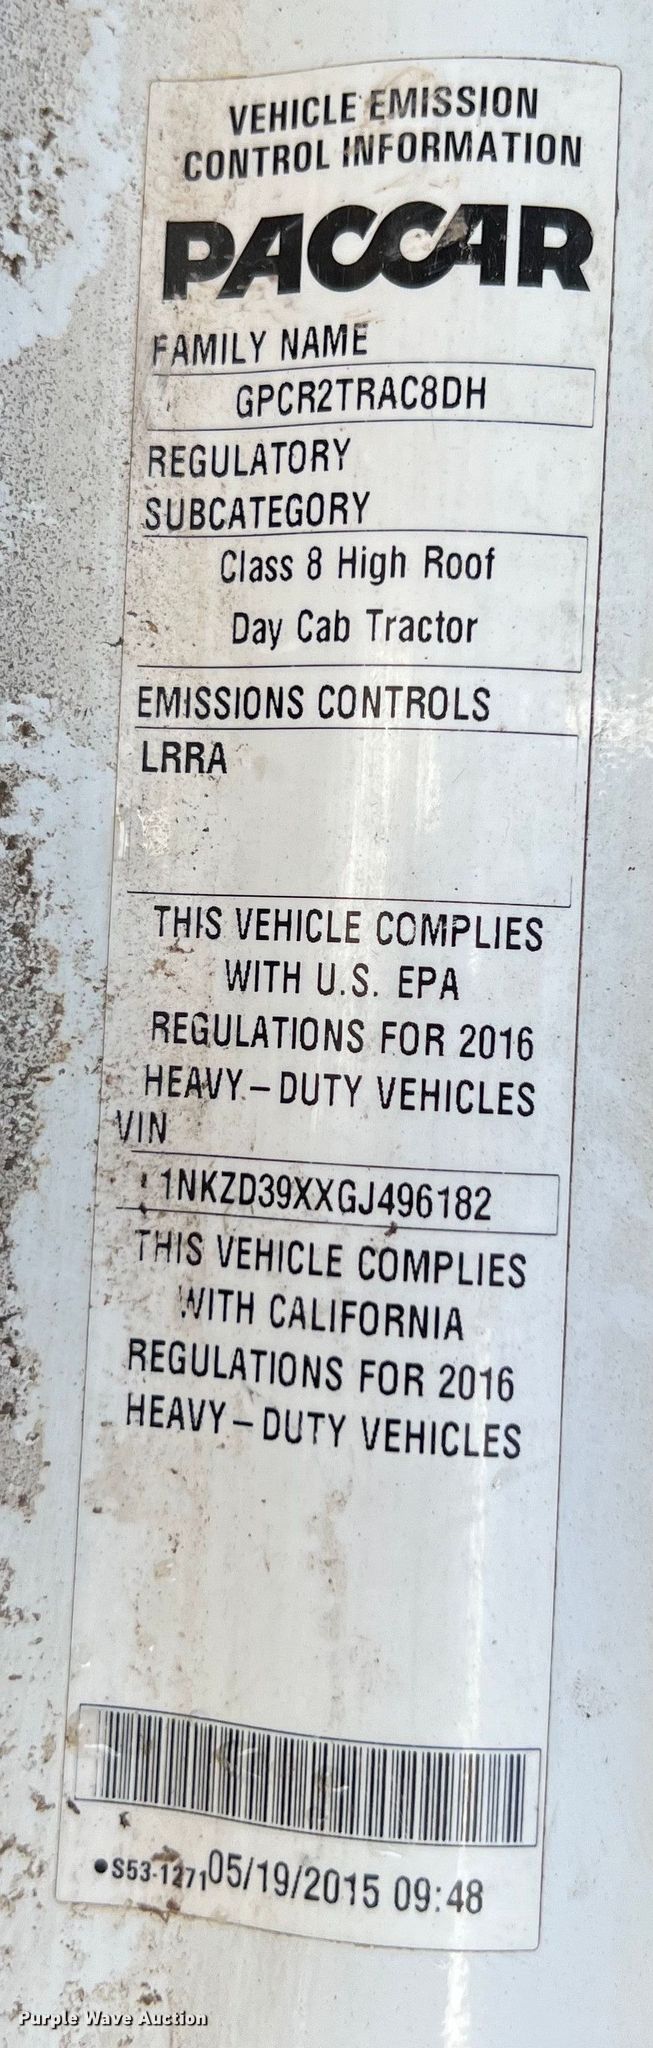 VEHICLE EMISSION
CONTROL INFORMATION
PACCAR
FAMILY NAME
GPCR2TRAC8DH
REGULATORY
SUBCATEGORY
Class 8 High Roof
Day Cab Tractor
EMISSIONS CONTROLS
LRRA
THIS VEHICLE COMPLIES
WITH U.S. EPA
REGULATIONS FOR 2016
HEAVY-DUTY VEHICLES
VIN
1NKZD39XXGJ496182
THIS VEHICLE COMPLIES
WITH CALIFORNIA
REGULATIONS FOR 2016
HEAVY-DUTY VEHICLES
•S53-1271 05/19/2015 09:48
Purple Wave Auction